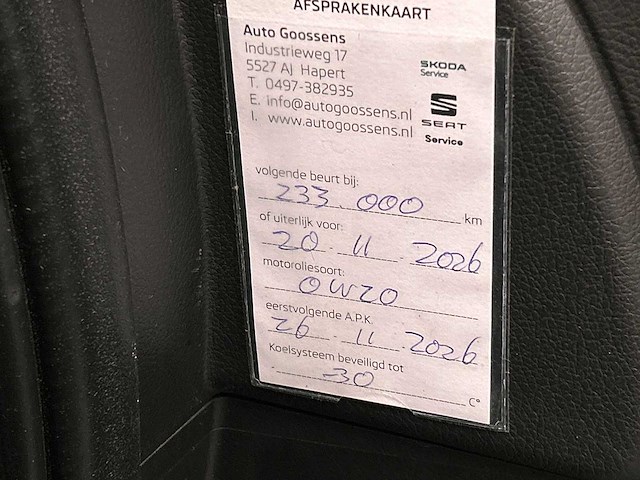 AFSPRAKENKAART
Auto Goossens
Industrieweg 17
5527 Aj Hapert
T. 0497-382935
E. info@autogoossens.nl
I. www.autogoossens.nl
SKODA
Service
SEAT
Service
volgende beurt bij:
233.000 km
of uiterlijk voor:
20 11 2026
motoroliesoort:
0W20
eerstvolgende A.P.K.
26 11 2026
Koelsysteem beveiligd tot
-30 C°